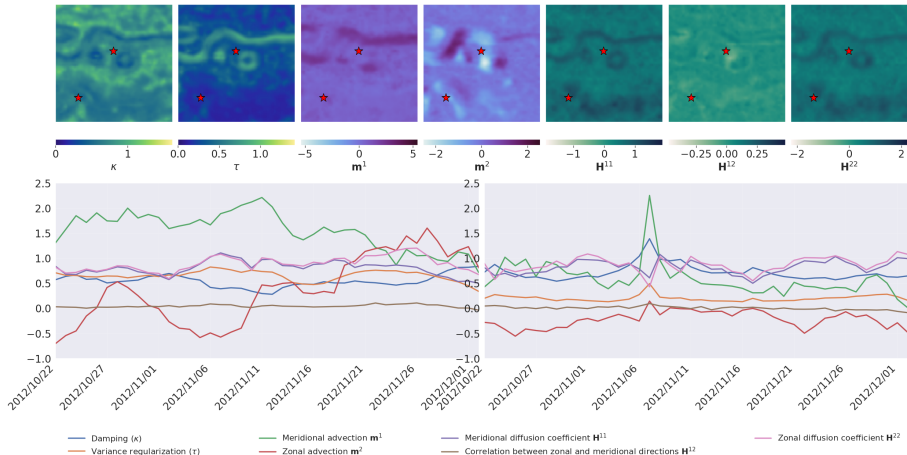 0 1 0.0 0.5 1.0 −5 0 5 −2 0 2 −1 0 1 −0.25 0.00 0.25 −2 0 2
κ τ m¹ m² H¹¹ H¹² H²²
2.5 2.5
2.0 2.0
1.5 1.5
1.0 1.0
0.5 0.5
0.0 0.0
−0.5 −0.5
−1.0 −1.0
2012/10/22 2012/10/27 2012/11/01 2012/11/06 2012/11/11 2012/11/16 2012/11/21 2012/11/26 2012/12/01 2012/10/22 2012/10/27 2012/11/01 2012/11/06 2012/11/11 2012/11/16 2012/11/21 2012/11/26 2012/12/01
Damping (κ) Meridional advection m¹ Meridional diffusion coefficient H¹¹ Zonal diffusion coefficient H²²
Variance regularization (τ) Zonal advection m² Correlation between zonal and meridional directions H¹²